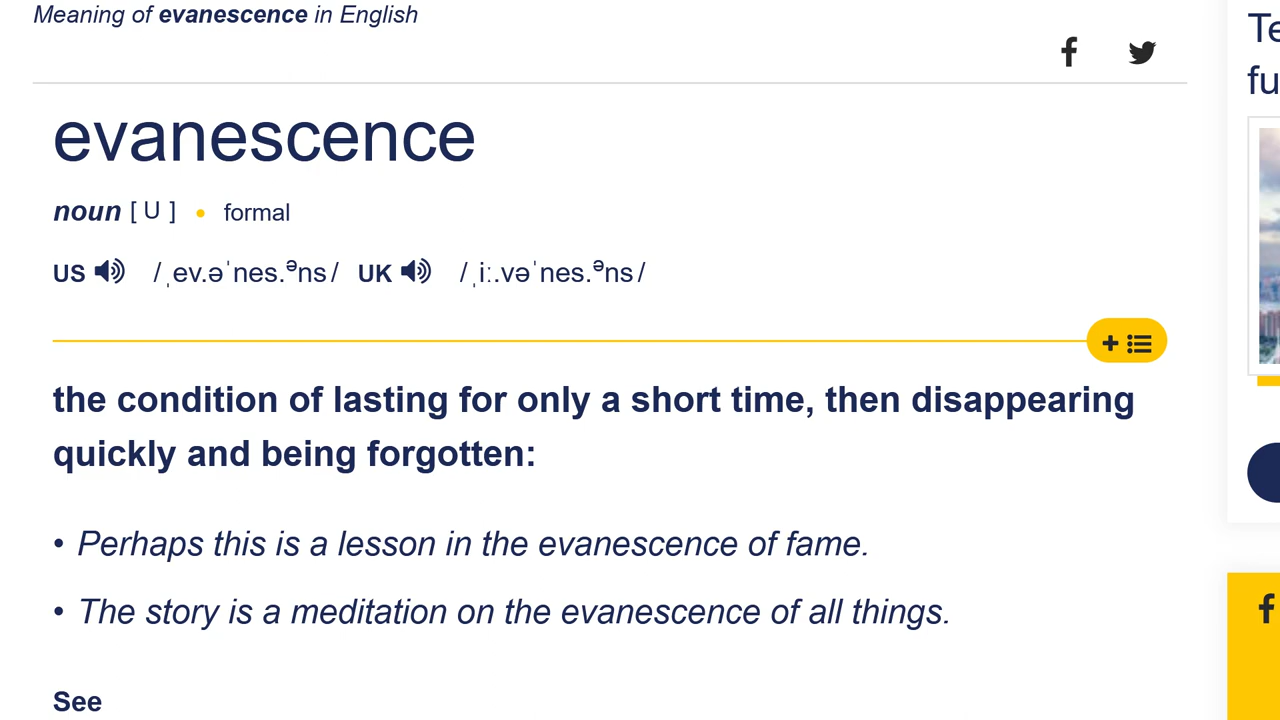 Meaning of evanescence in English
evanescence
noun [ U ] • formal
US /ˌev.əˈnes.ᵊns/ UK /ˌiː.vəˈnes.ᵊns/
the condition of lasting for only a short time, then disappearing
quickly and being forgotten:
• Perhaps this is a lesson in the evanescence of fame.
• The story is a meditation on the evanescence of all things.
See